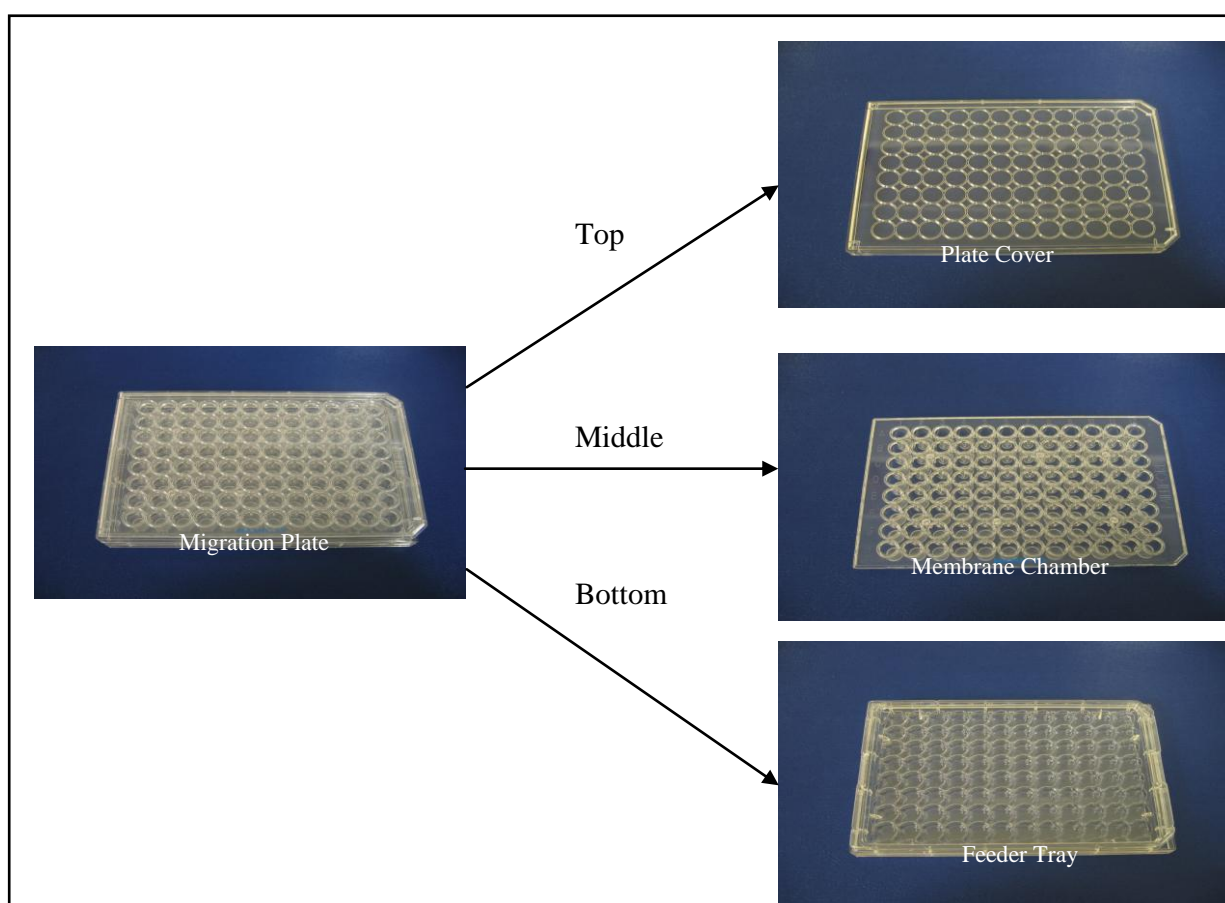 Top
Plate Cover
Migration Plate
Middle
Membrane Chamber
Bottom
Feeder Tray